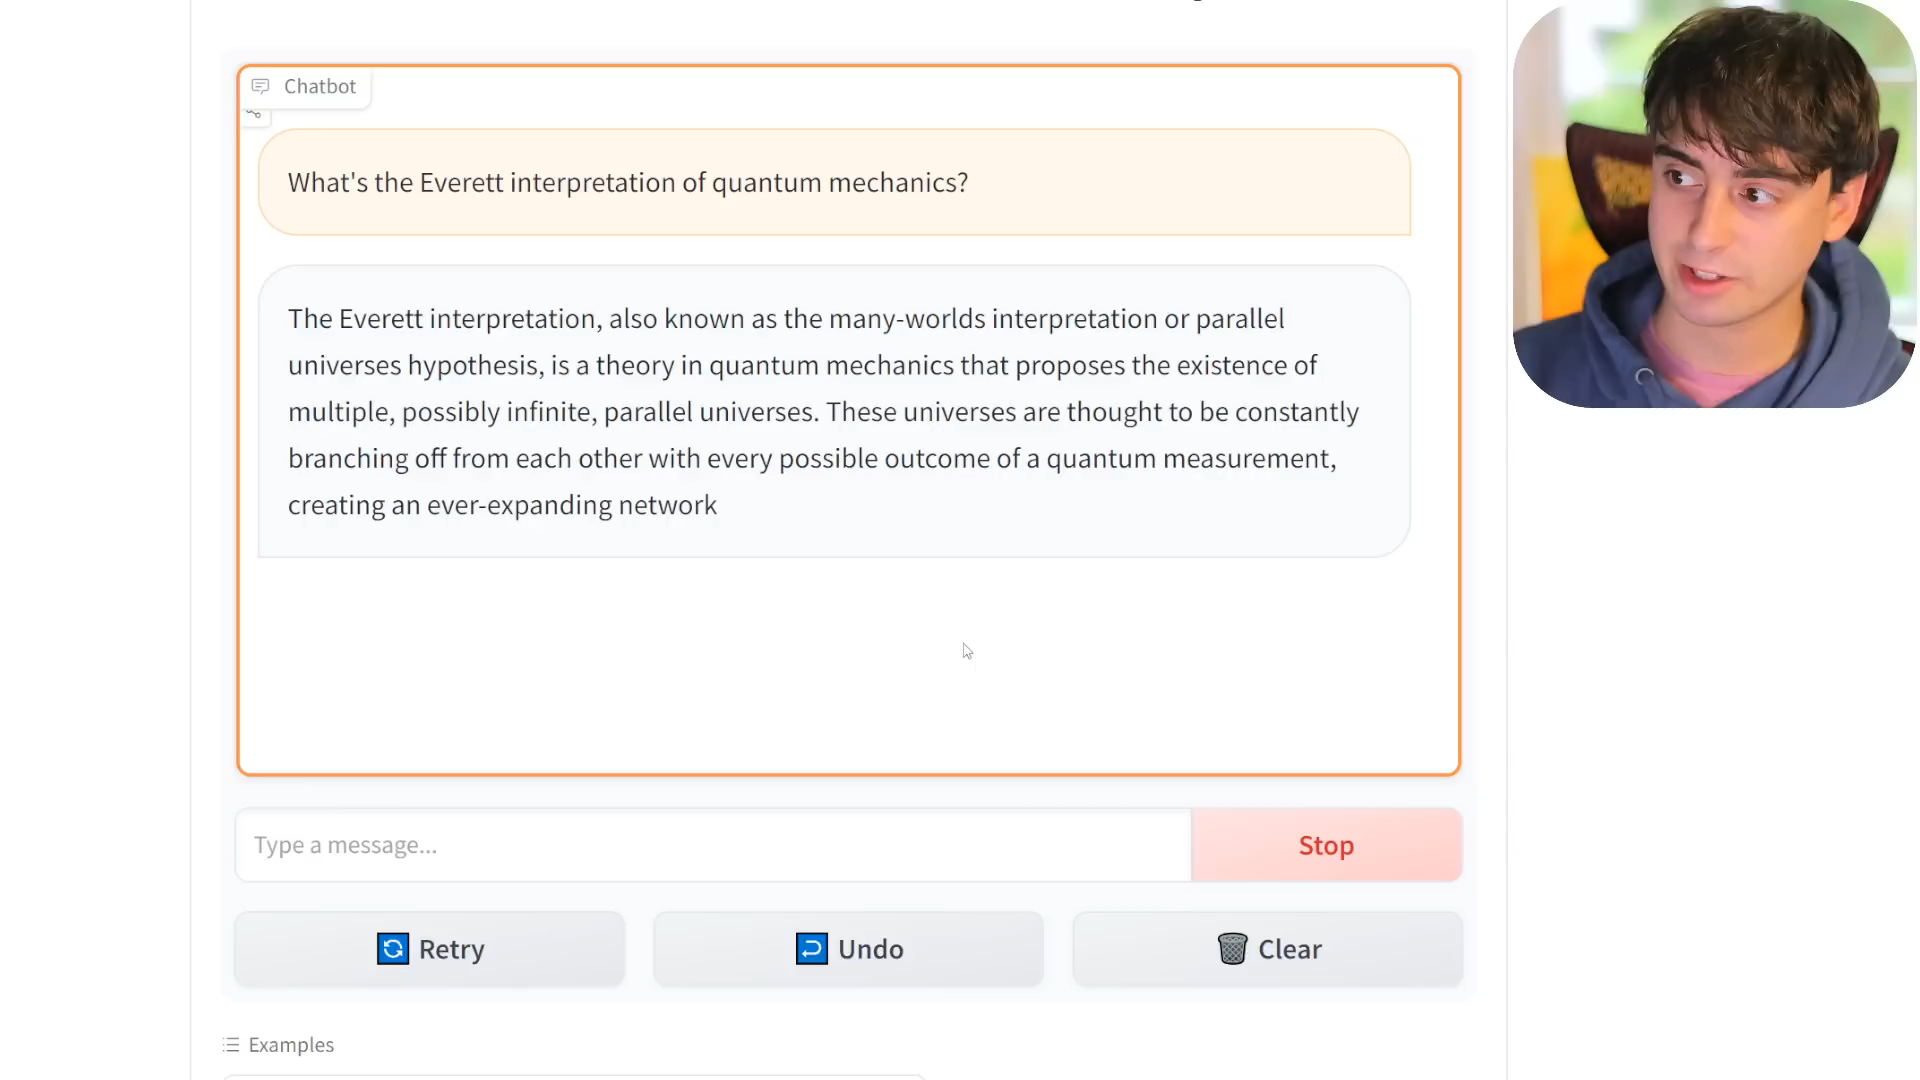 Chatbot
What's the Everett interpretation of quantum mechanics?
The Everett interpretation, also known as the many-worlds interpretation or parallel
universes hypothesis, is a theory in quantum mechanics that proposes the existence of
multiple, possibly infinite, parallel universes. These universes are thought to be constantly
branching off from each other with every possible outcome of a quantum measurement,
creating an ever-expanding network
Type a message...
Stop
Retry
Undo
Clear
Examples